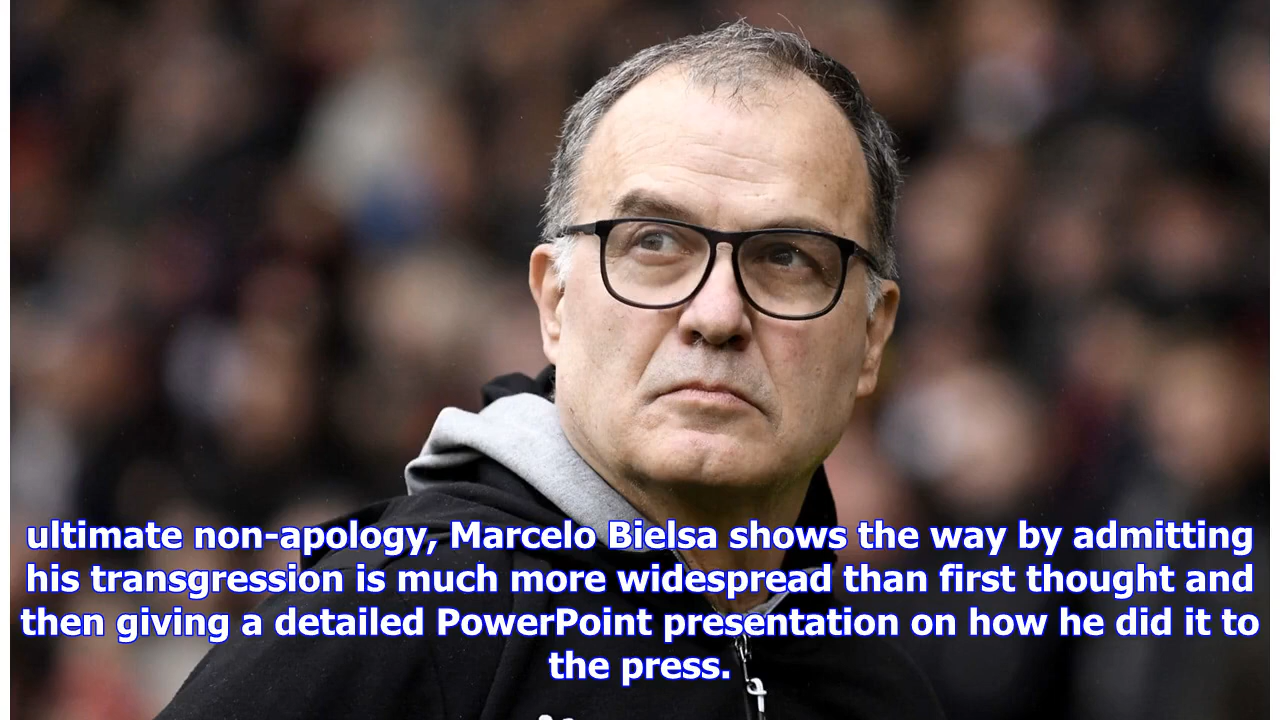 ultimate non-apology, Marcelo Bielsa shows the way by admitting
his transgression is much more widespread than first thought and
then giving a detailed PowerPoint presentation on how he did it to
the press.